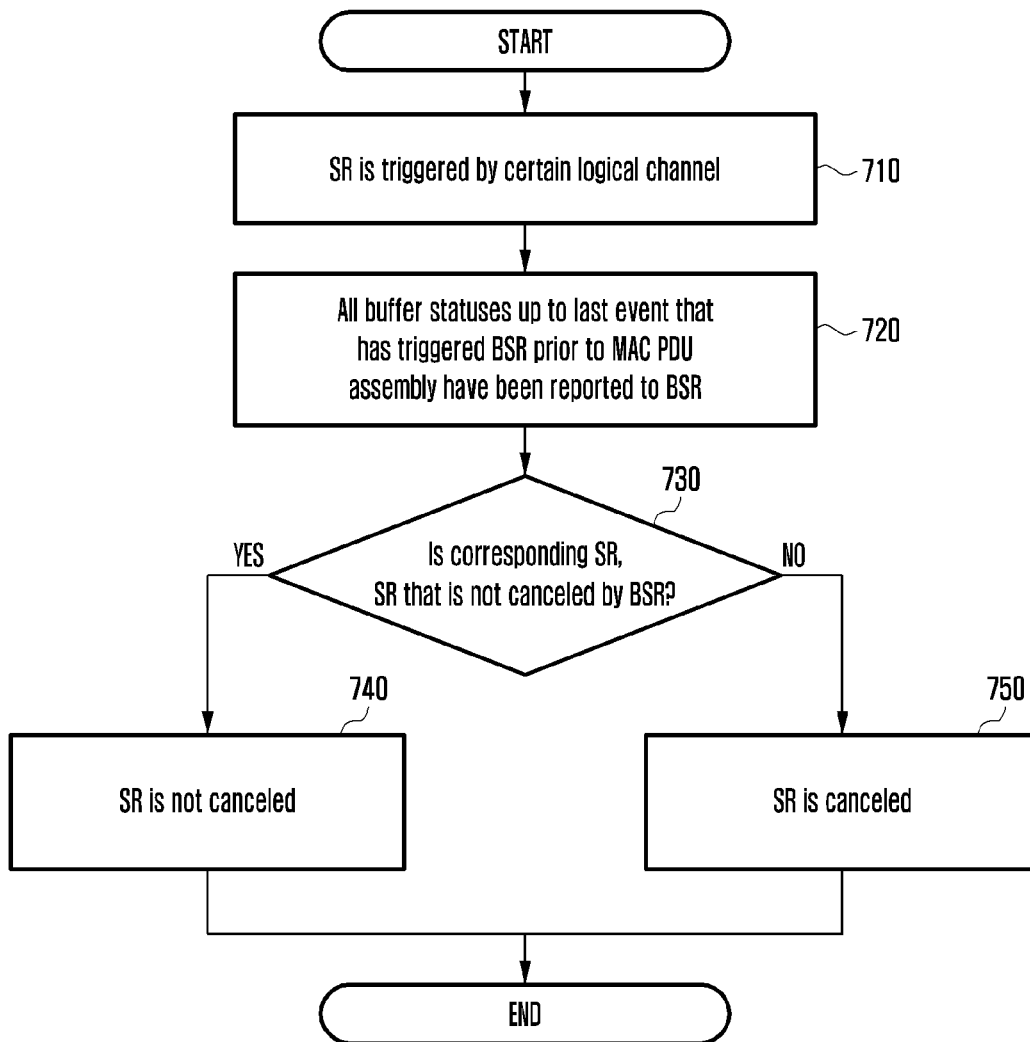 START
SR is triggered by certain logical channel
710
All buffer statuses up to last event that
has triggered BSR prior to MAC PDU
assembly have been reported to BSR
720
730
YES
Is corresponding SR,
SR that is not canceled by BSR?
NO
740
SR is not canceled
750
SR is canceled
END